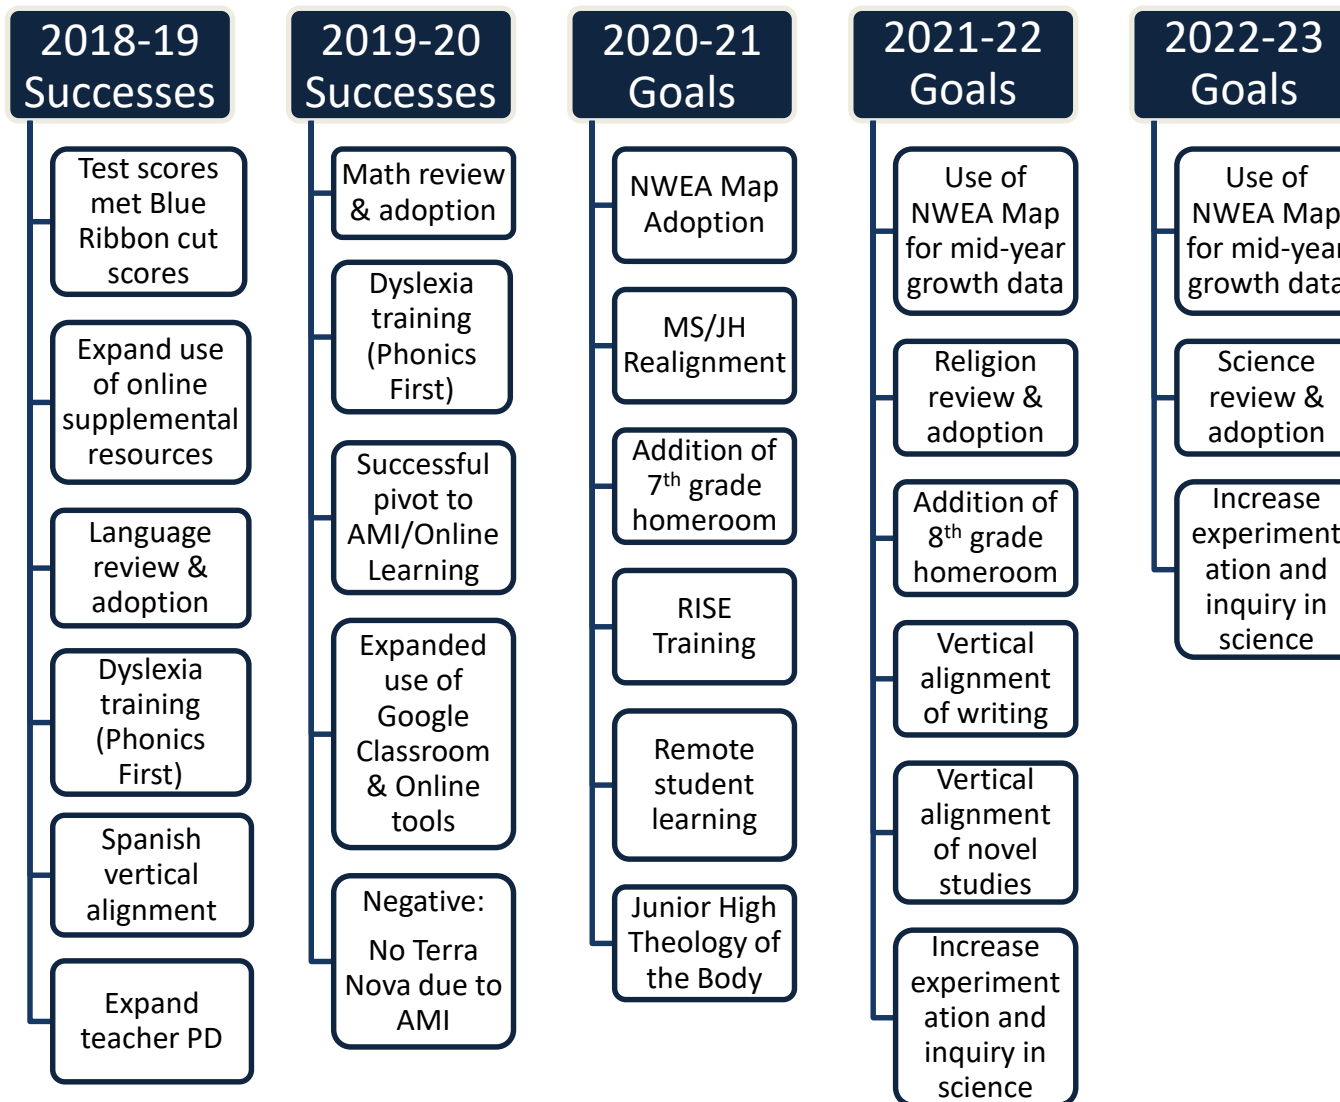 2018-19
Successes
Test scores
met Blue
Ribbon cut
scores
Expand use
of online
supplemental
resources
Language
review &
adoption
Dyslexia
training
(Phonics
First)
Spanish
vertical
alignment
Expand
teacher PD
2019-20
Successes
Math review
& adoption
Dyslexia
training
(Phonics
First)
Successful
pivot to
AMI/Online
Learning
Expanded
use of
Google
Classroom
& Online
tools
Negative:
No Terra
Nova due to
AMI
2020-21
Goals
NWEA Map
Adoption
MS/JH
Realignment
Addition of
7th grade
homeroom
RISE
Training
Remote
student
learning
Junior High
Theology of
the Body
2021-22
Goals
Use of
NWEA Map
for mid-year
growth data
Religion
review &
adoption
Addition of
8th grade
homeroom
Vertical
alignment
of writing
Vertical
alignment
of novel
studies
Increase
experiment
ation and
inquiry in
science
2022-23
Goals
Use of
NWEA Map
for mid-year
growth data
Science
review &
adoption
Increase
experiment
ation and
inquiry in
science